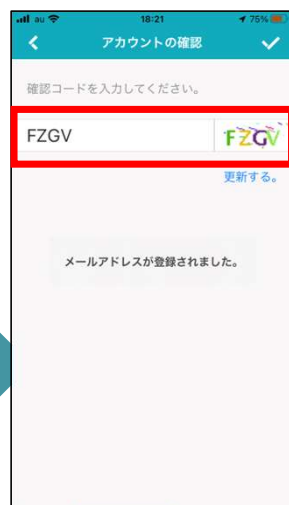 au 18:21 75%
アカウントの確認
確認コードを入力してください。
FZGV FZGV
更新する。
メールアドレスが登録されました。